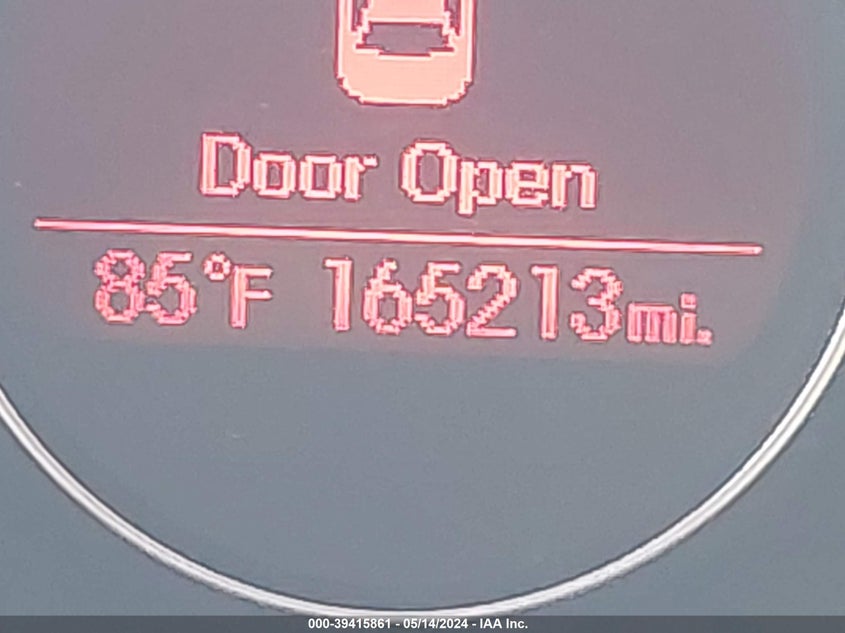 Door Open
85°F 165213mi.
000-39415861 - 05/14/2024 - IAA Inc.